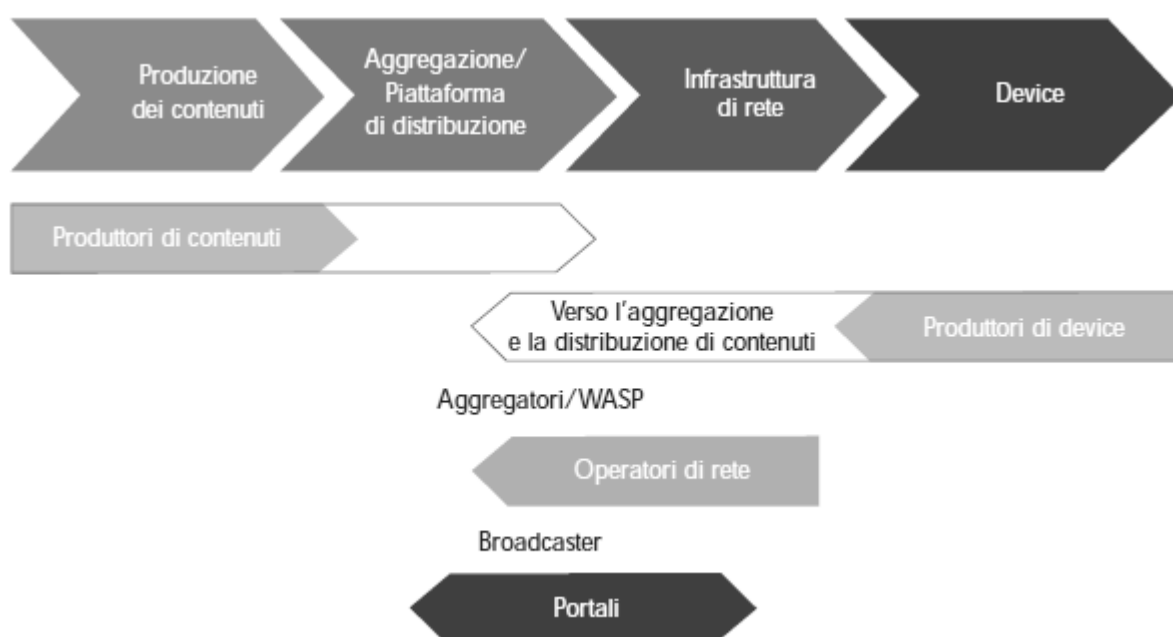 Produzione
dei contenuti
Aggregazione/
Piattaforma
di distribuzione
Infrastruttura
di rete
Device
Produttori di contenuti
Verso l'aggregazione
e la distribuzione di contenuti
Produttori di device
Aggregatori/WASP
Operatori di rete
Broadcaster
Portali